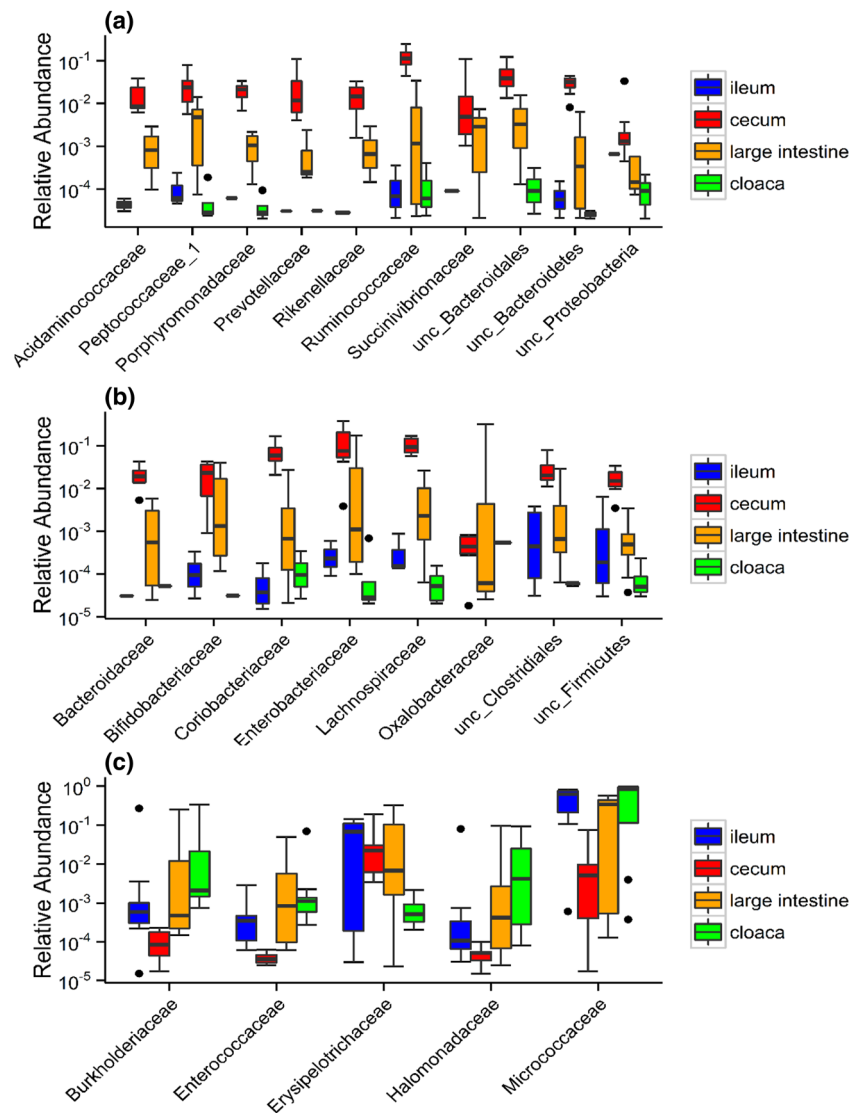 (a)
Relative Abundance
10⁻¹
10⁻²
10⁻³
10⁻⁴
Acidaminococcaceae
Peptococcaceae_1
Porphyromonadaceae
Prevotellaceae
Rikenellaceae
Ruminococcaceae
Succinivibrionaceae
unc_Bacteroidales
unc_Bacteroidetes
unc_Proteobacteria
ileum
cecum
large intestine
cloaca
(b)
Relative Abundance
10⁻¹
10⁻²
10⁻³
10⁻⁴
10⁻⁵
Bacteroidaceae
Bifidobacteriaceae
Coriobacteriaceae
Enterobacteriaceae
Lachnospiraceae
Oxalobacteraceae
unc_Clostridiales
unc_Firmicutes
ileum
cecum
large intestine
cloaca
(c)
Relative Abundance
10⁰
10⁻¹
10⁻²
10⁻³
10⁻⁴
10⁻⁵
Burkholderiaceae
Enterococcaceae
Erysipelotrichaceae
Halomonadaceae
Micrococcaceae
ileum
cecum
large intestine
cloaca